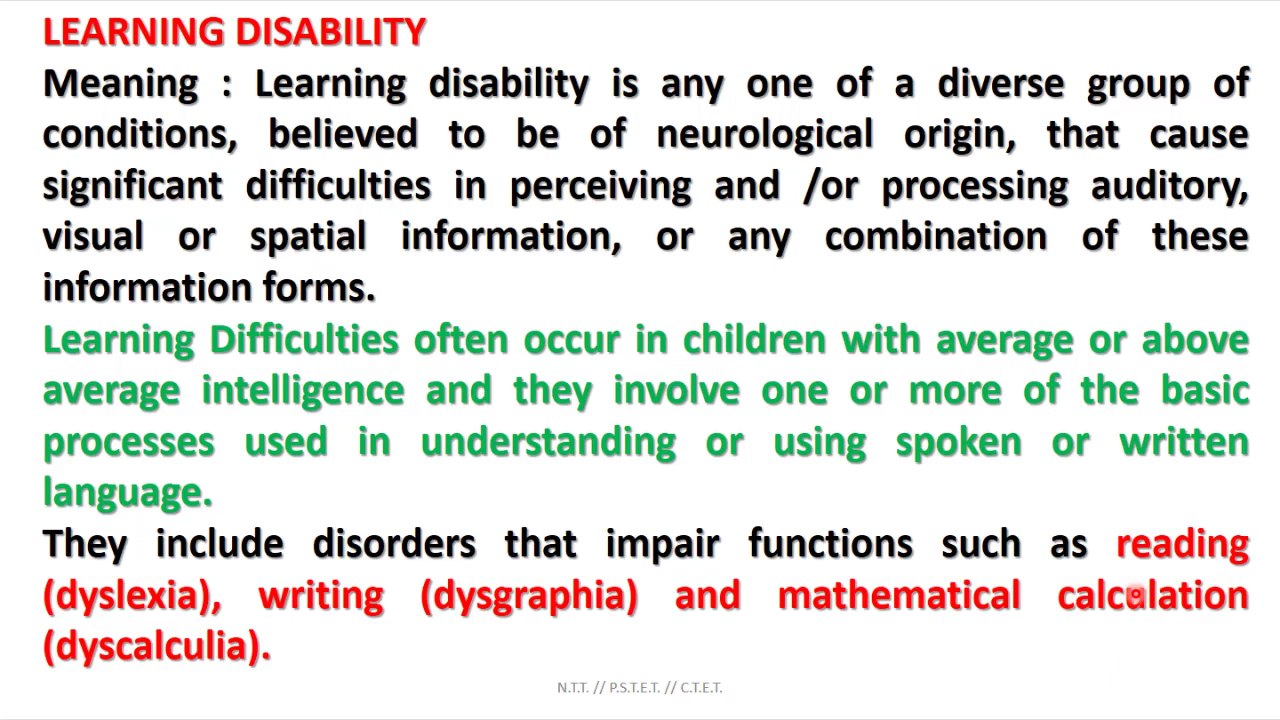 LEARNING DISABILITY
Meaning : Learning disability is any one of a diverse group of
conditions, believed to be of neurological origin, that cause
significant difficulties in perceiving and /or processing auditory,
visual or spatial information, or any combination of these
information forms.
Learning Difficulties often occur in children with average or above
average intelligence and they involve one or more of the basic
processes used in understanding or using spoken or written
language.
They include disorders that impair functions such as reading
(dyslexia), writing (dysgraphia) and mathematical calculation
(dyscalculia).
N.T.T. // P.S.T.E.T. // C.T.E.T.